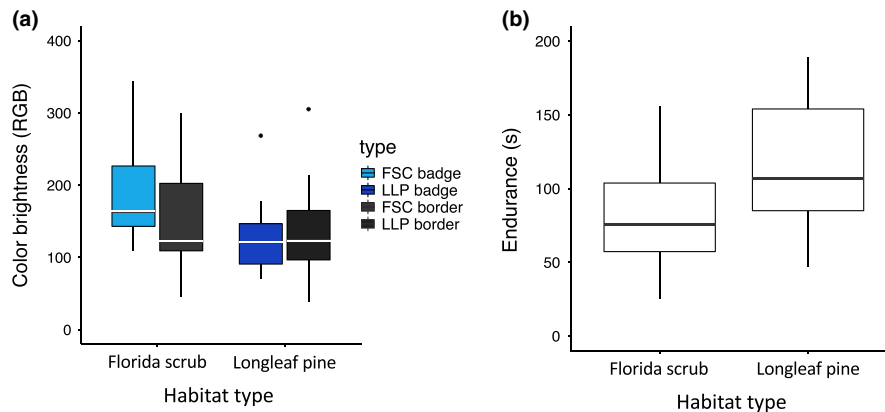 (a)
400
300
200
100
0
Color brightness (RGB)
Florida scrub
Longleaf pine
Habitat type
type
FSC badge
LLP badge
FSC border
LLP border
(b)
200
150
100
50
0
Endurance (s)
Florida scrub
Longleaf pine
Habitat type